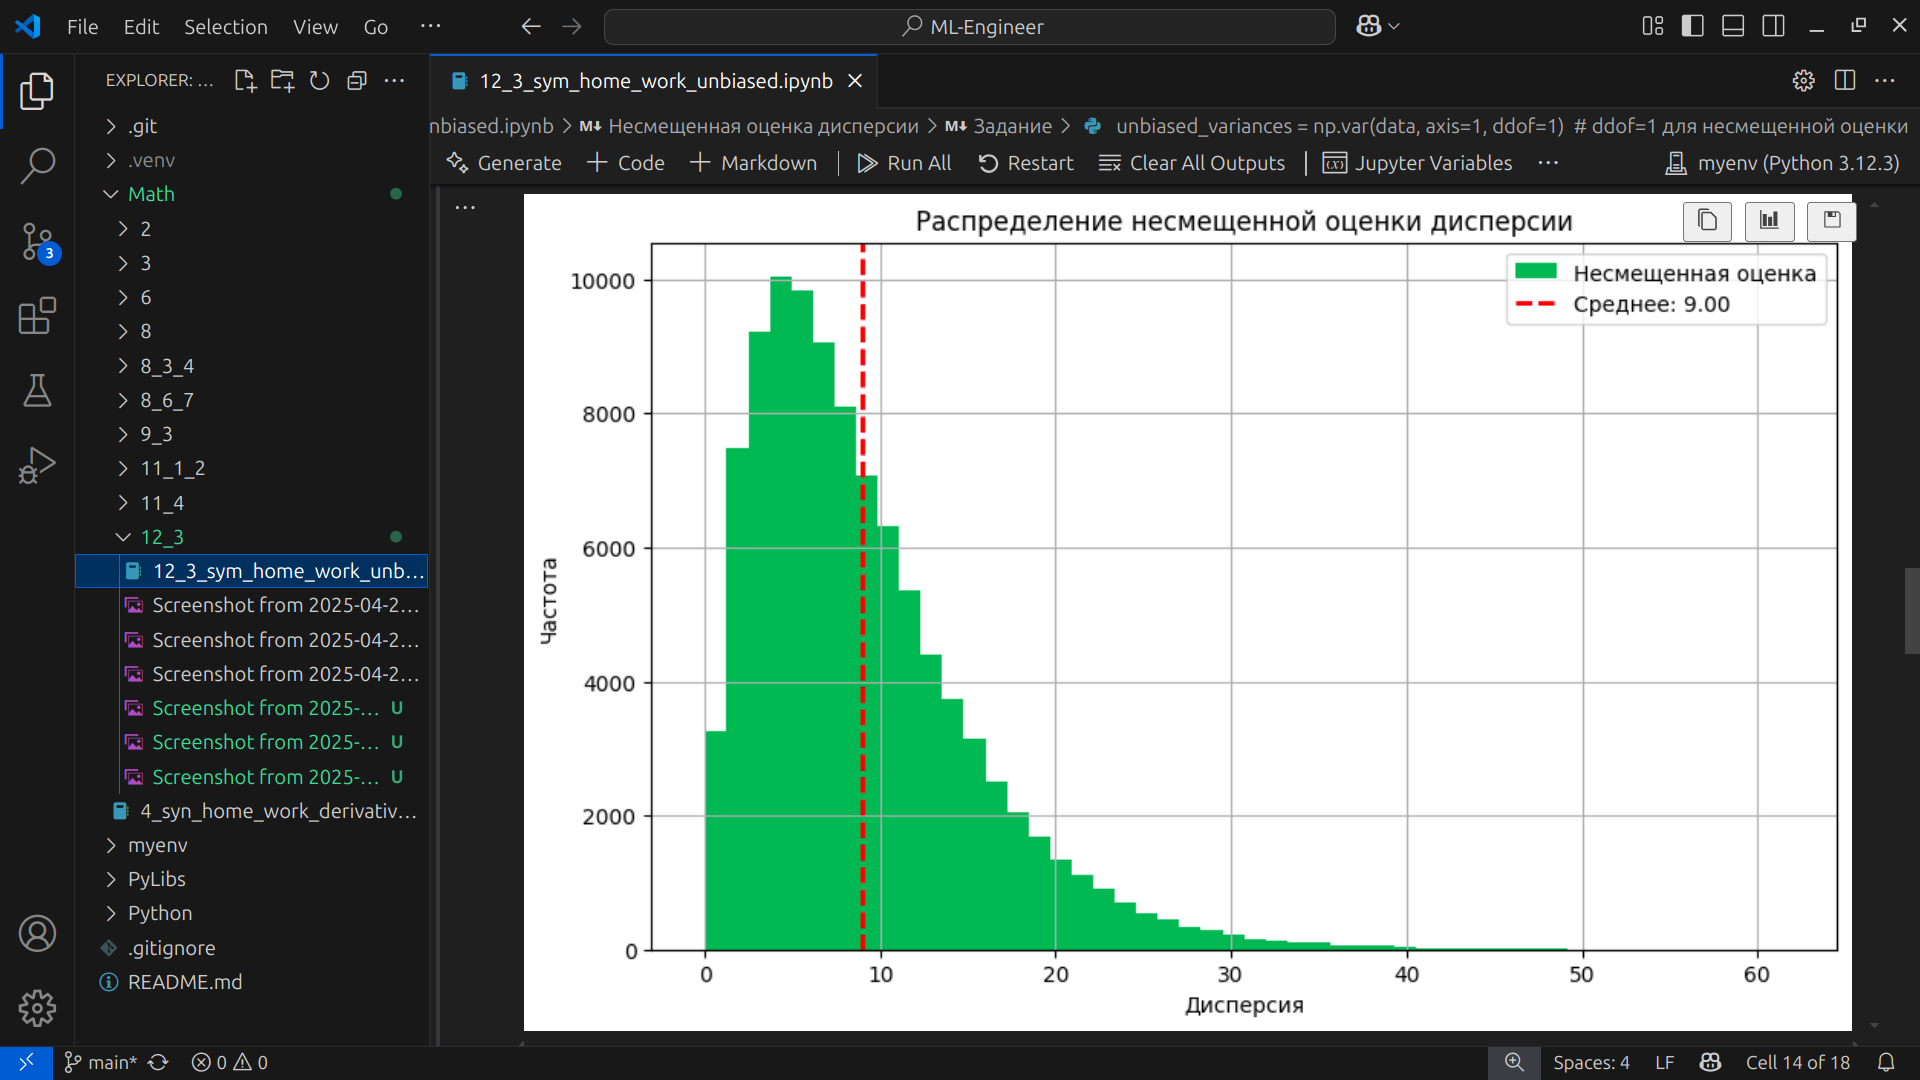 File Edit Selection View Go ···
ML-Engineer
EXPLORER: ...
12_3_sym_home_work_unbiased.ipynb
nbiased.ipynb > M↓ Несмещенная оценка дисперсии > M↓ Задание > unbiased_variances = np.var(data, axis=1, ddof=1) # ddof=1 для несмещенной оценки
Generate + Code + Markdown Run All Restart Clear All Outputs Jupyter Variables ··· myenv (Python 3.12.3)
.git
.venv
Math
2
3
6
8
8_3_4
8_6_7
9_3
11_1_2
11_4
12_3
12_3_sym_home_work_unb...
Screenshot from 2025-04-2...
Screenshot from 2025-04-2...
Screenshot from 2025-04-2...
Screenshot from 2025-... U
Screenshot from 2025-... U
Screenshot from 2025-... U
4_syn_home_work_derivativ...
myenv
PyLibs
Python
.gitignore
README.md
3
Распределение несмещенной оценки дисперсии
Несмещенная оценка
Среднее: 9.00
10000
8000
6000
4000
2000
0
Частота
0 10 20 30 40 50 60
Дисперсия
main* 0 0
Spaces: 4 LF Cell 14 of 18